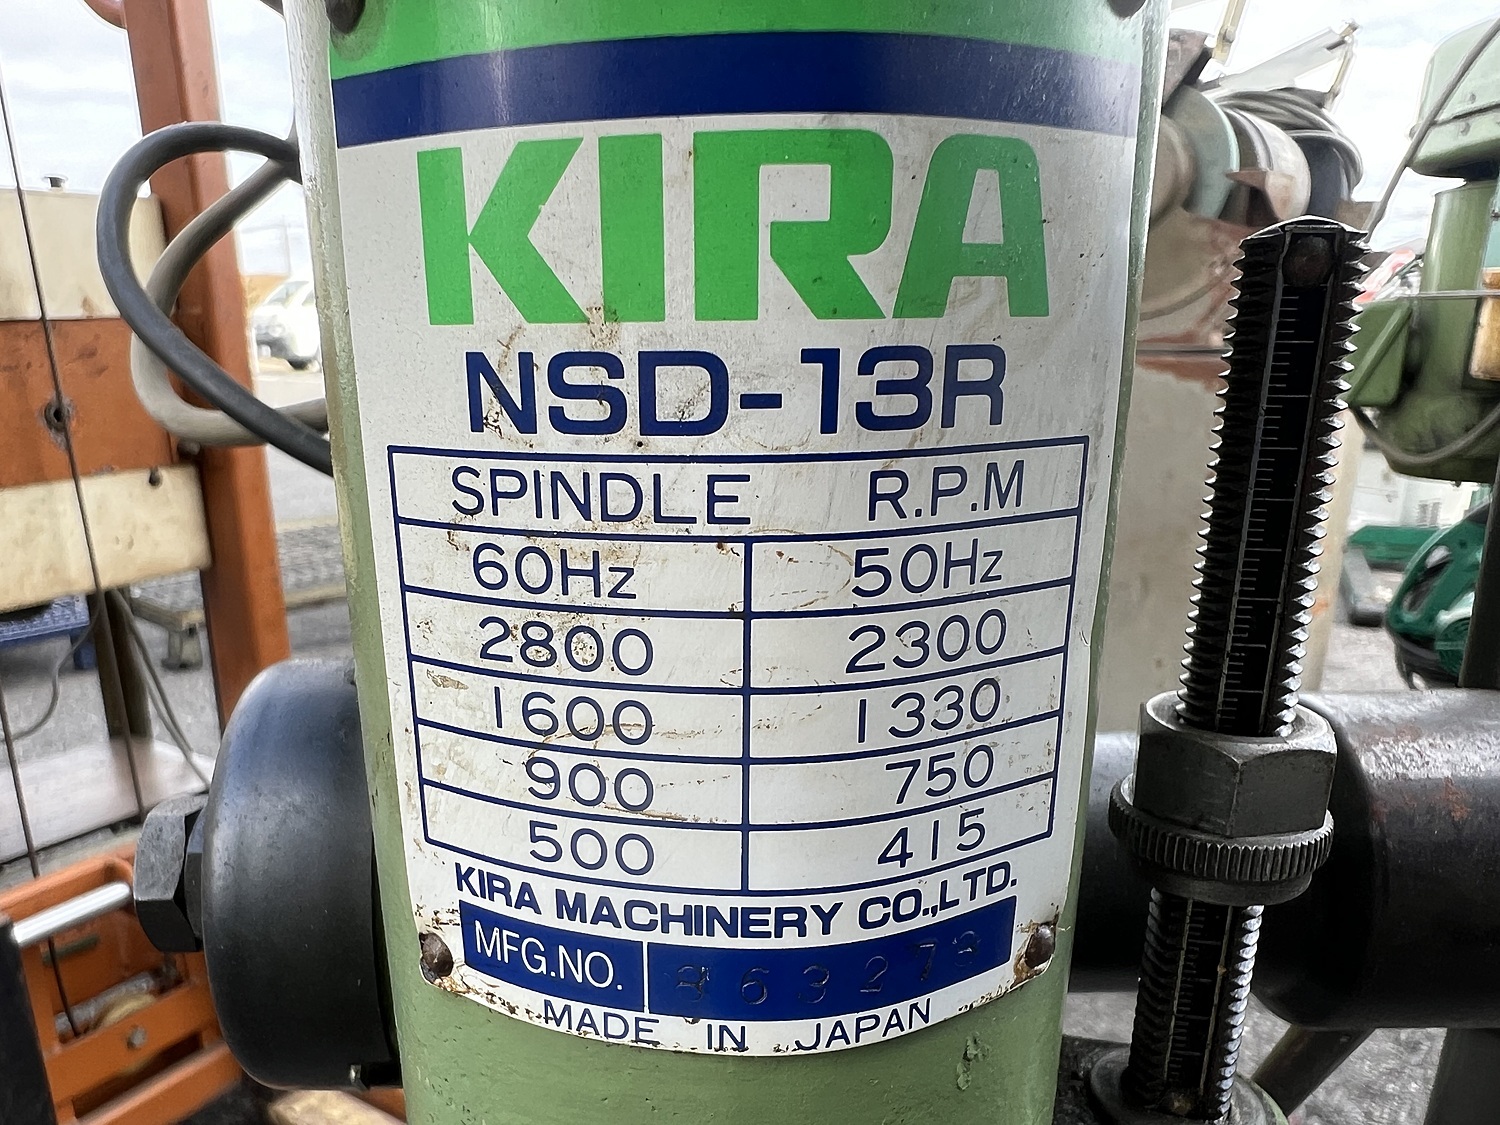 KIRA
NSD-13R
SPINDLE R.P.M
60Hz 50Hz
2800 2300
1600 1330
900 750
500 415
KIRA MACHINERY CO.,LTD.
MFG.NO.
MADE IN JAPAN